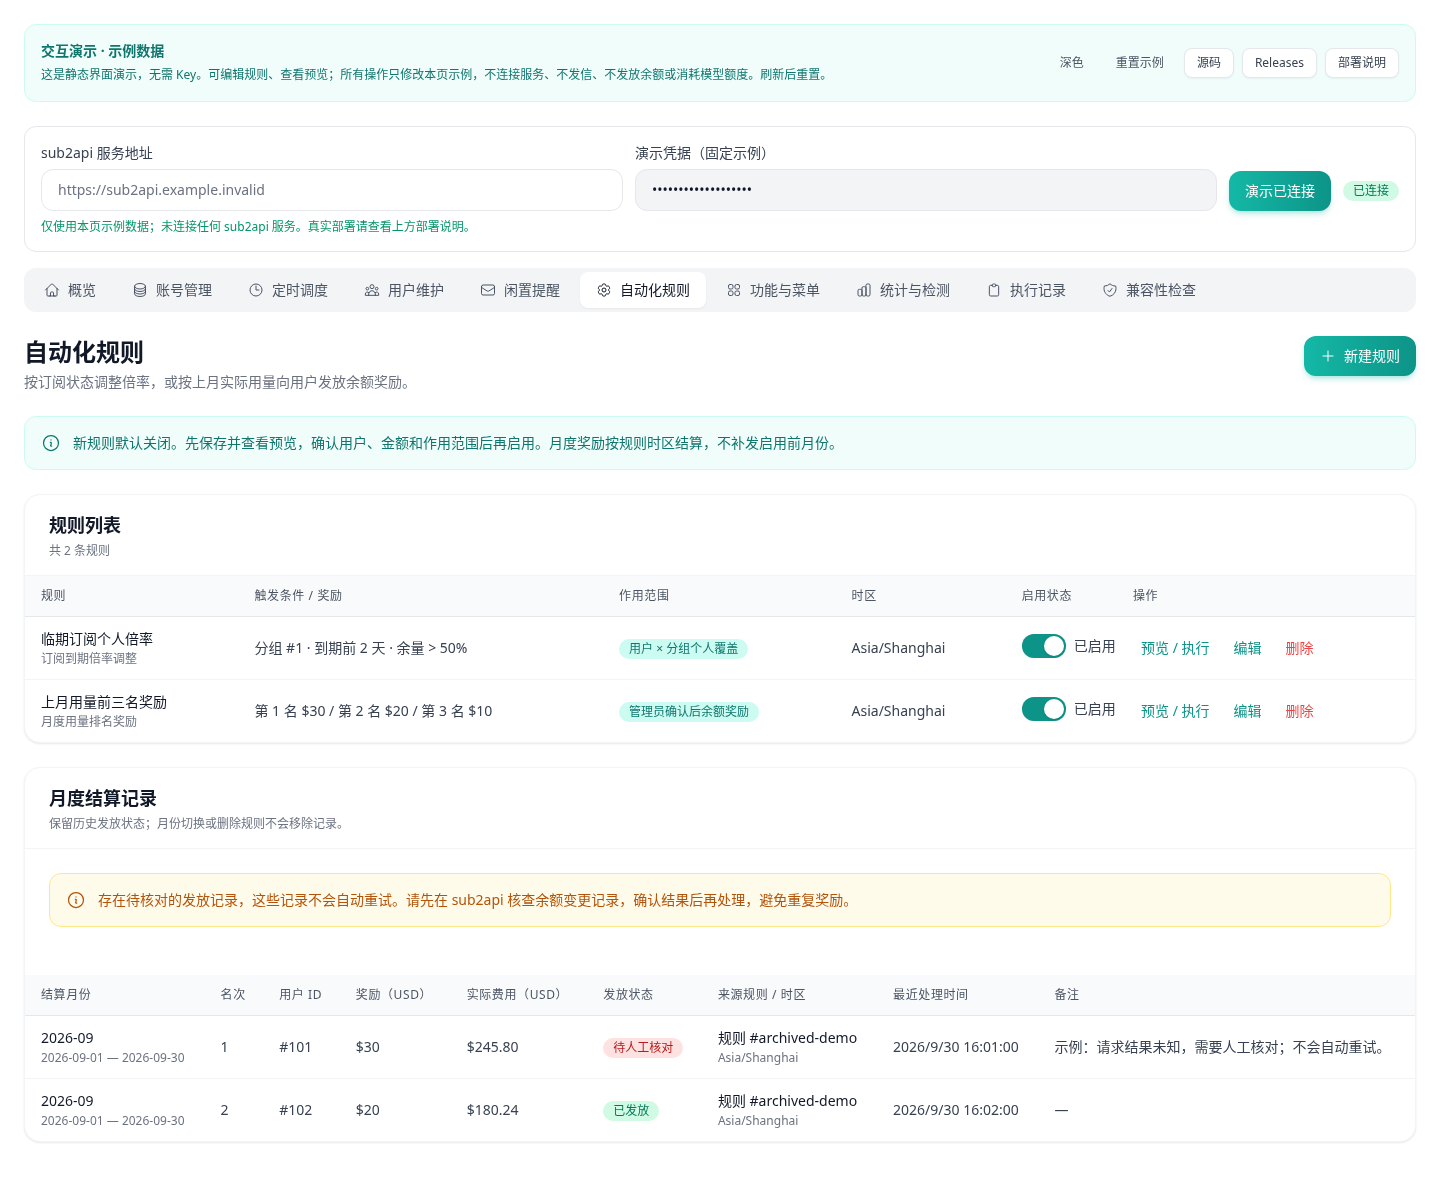 交互演示 · 示例数据
这是静态界面演示，无需 Key。可编辑规则、查看预览；所有操作只修改本页示例，不连接服务、不发信、不发放余额或消耗模型额度。刷新后重置。
深色 重置示例 源码 Releases 部署说明
sub2api 服务地址 演示凭据（固定示例）
https://sub2api.example.invalid ••••••••••••••••••• 演示已连接 已连接
仅使用本页示例数据；未连接任何 sub2api 服务。真实部署请查看上方部署说明。
概览 账号管理 定时调度 用户维护 闲置提醒 自动化规则 功能与菜单 统计与检测 执行记录 兼容性检查
自动化规则
新建规则
按订阅状态调整倍率，或按上月实际用量向用户发放余额奖励。
新规则默认关闭。先保存并查看预览，确认用户、金额和作用范围后再启用。月度奖励按规则时区结算，不补发启用前月份。
规则列表
共 2 条规则
规则 触发条件 / 奖励 作用范围 时区 启用状态 操作
临期订阅个人倍率
订阅到期倍率调整
分组 #1 · 到期前 2 天 · 余量 > 50% 用户 × 分组个人覆盖 Asia/Shanghai 已启用 预览 / 执行 编辑 删除
上月用量前三名奖励
月度用量排名奖励
第 1 名 $30 / 第 2 名 $20 / 第 3 名 $10 管理员确认后余额奖励 Asia/Shanghai 已启用 预览 / 执行 编辑 删除
月度结算记录
保留历史发放状态；月份切换或删除规则不会移除记录。
存在待核对的发放记录，这些记录不会自动重试。请先在 sub2api 核查余额变更记录，确认结果后再处理，避免重复奖励。
结算月份 名次 用户 ID 奖励（USD） 实际费用（USD） 发放状态 来源规则 / 时区 最近处理时间 备注
2026-09
2026-09-01 — 2026-09-30
1 #101 $30 $245.80 待人工核对
规则 #archived-demo
Asia/Shanghai
2026/9/30 16:01:00 示例：请求结果未知，需要人工核对；不会自动重试。
2026-09
2026-09-01 — 2026-09-30
2 #102 $20 $180.24 已发放
规则 #archived-demo
Asia/Shanghai
2026/9/30 16:02:00 —